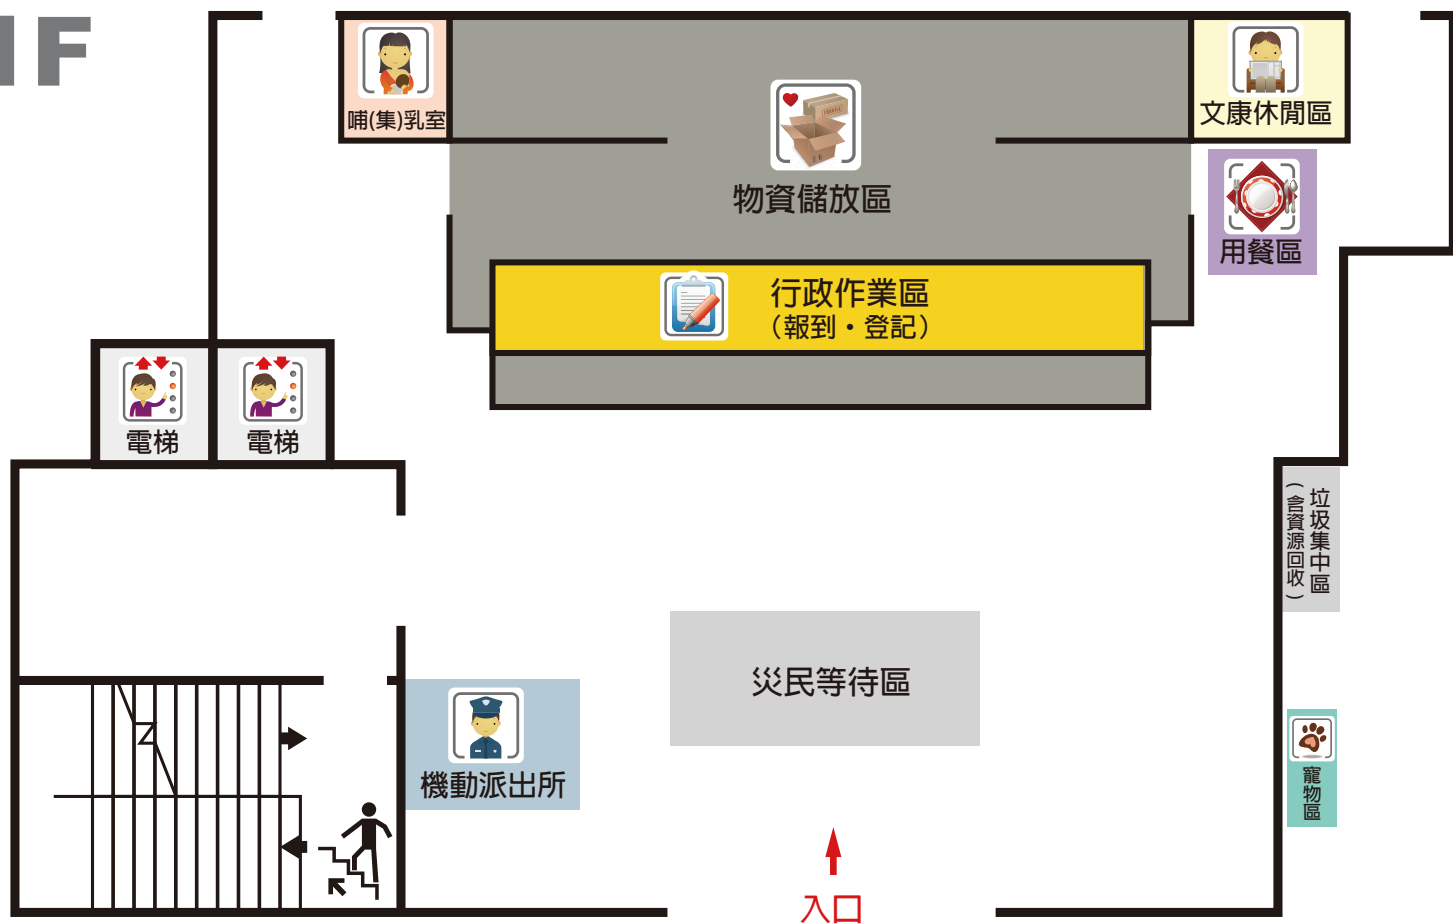 1F
哺(集)乳室
文康休閒區
物資儲放區
用餐區
行政作業區
（報到・登記）
電梯
電梯
垃圾集中區
（含資源回收）
災民等待區
機動派出所
寵物區
入口